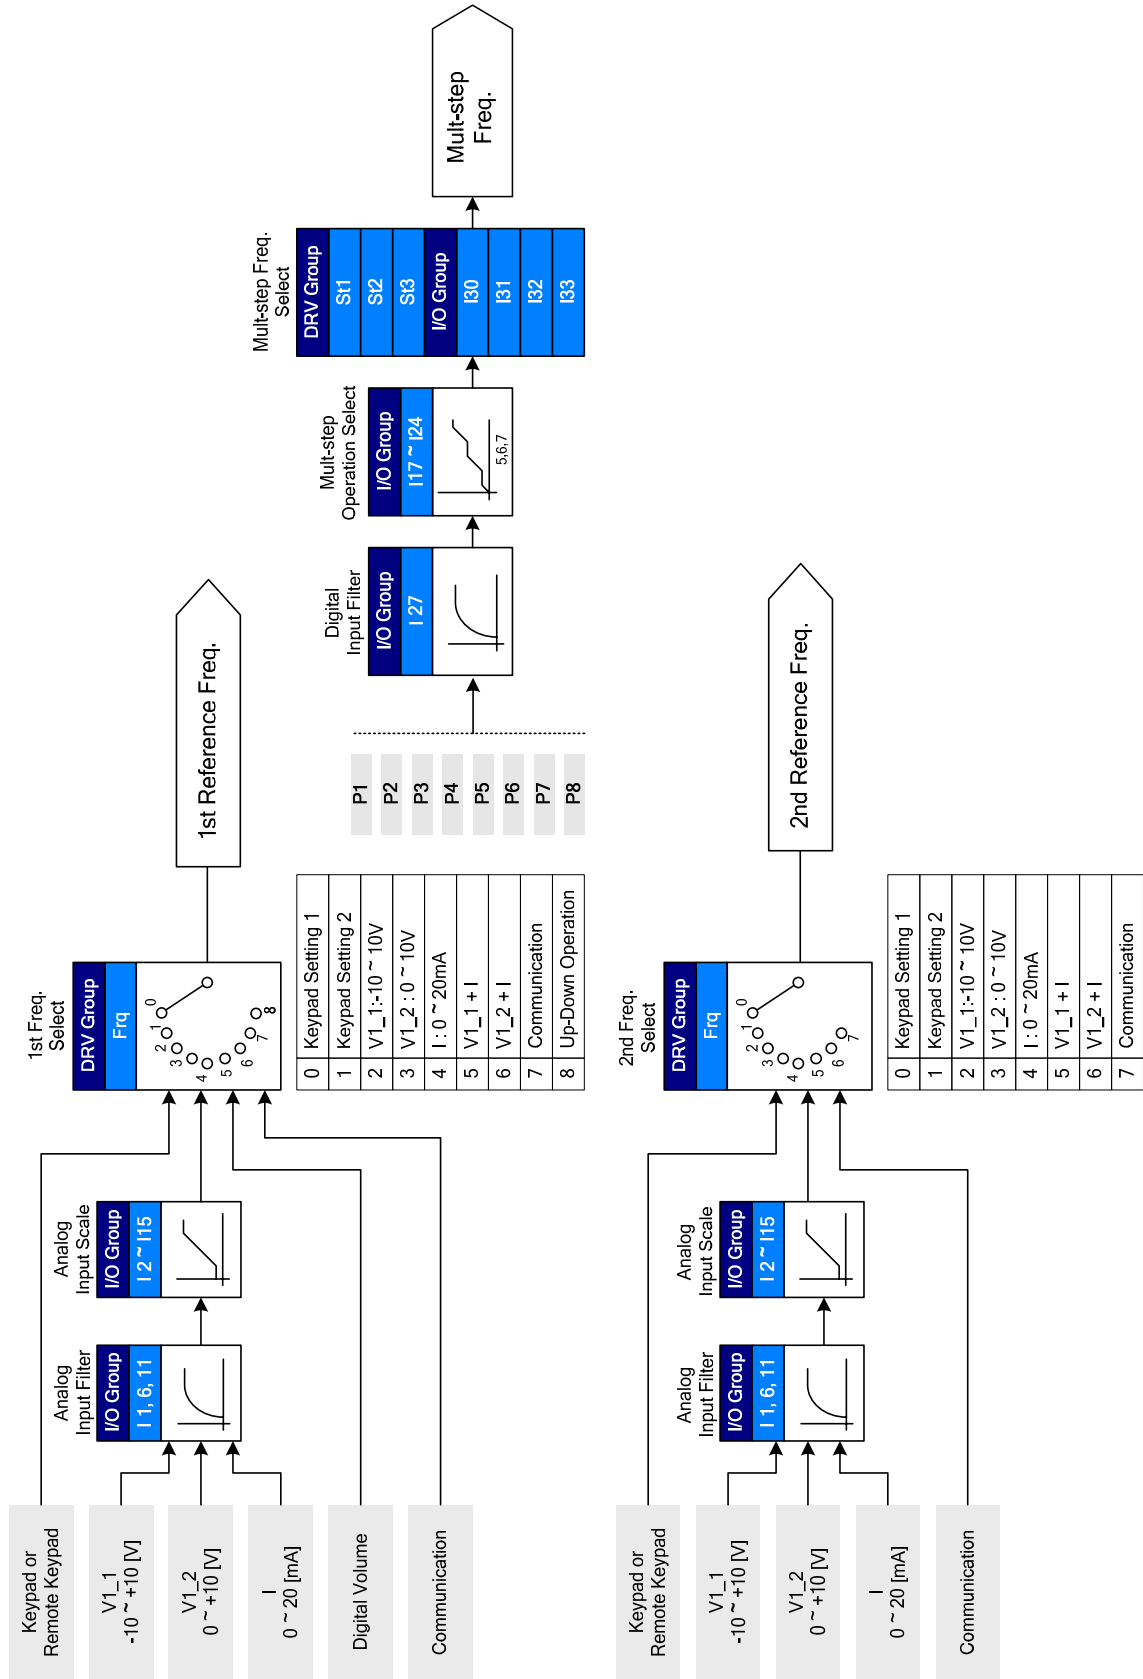 Keypad or
Remote Keypad
V1_1
-10 ~ +10 [V]
V1_2
0 ~ +10 [V]
I
0 ~ 20 [mA]
Digital Volume
Communication
Analog
Input Filter
I/O Group
I 1, 6, 11
Analog
Input Scale
I/O Group
I 2 ~ I15
1st Freq.
Select
DRV Group
Frq
0
1
2
3
4
5
6
7
8
1st Reference Freq.
0 Keypad Setting 1
1 Keypad Setting 2
2 V1_1:-10 ~ 10V
3 V1_2 : 0 ~ 10V
4 I : 0 ~ 20mA
5 V1_1 + I
6 V1_2 + I
7 Communication
8 Up-Down Operation
P1
P2
P3
P4
P5
P6
P7
P8
Digital
Input Filter
I/O Group
I 27
Mult-step
Operation Select
I/O Group
I17 ~ I24
5,6,7
Mult-step Freq.
Select
DRV Group
St1
St2
St3
I/O Group
I30
I31
I32
I33
Mult-step
Freq.
Keypad or
Remote Keypad
V1_1
-10 ~ +10 [V]
V1_2
0 ~ +10 [V]
I
0 ~ 20 [mA]
Communication
Analog
Input Filter
I/O Group
I 1, 6, 11
Analog
Input Scale
I/O Group
I 2 ~ I15
2nd Freq.
Select
DRV Group
Frq
0
1
2
3
4
5
6
7
2nd Reference Freq.
0 Keypad Setting 1
1 Keypad Setting 2
2 V1_1:-10 ~ 10V
3 V1_2 : 0 ~ 10V
4 I : 0 ~ 20mA
5 V1_1 + I
6 V1_2 + I
7 Communication